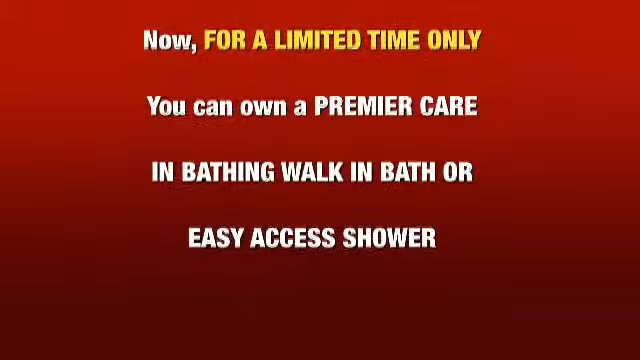 Now, FOR A LIMITED TIME ONLY
You can own a PREMIER CARE
IN BATHING WALK IN BATH OR
EASY ACCESS SHOWER